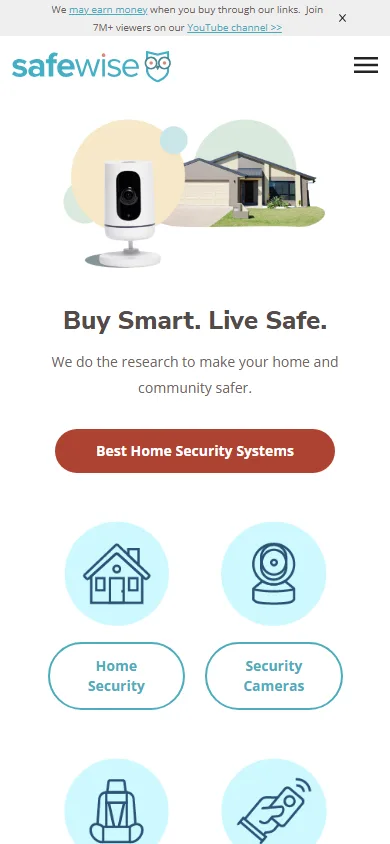 We may earn money when you buy through our links. Join
7M+ viewers on our YouTube channel >>
x
safewise
Buy Smart. Live Safe.
We do the research to make your home and
community safer.
Best Home Security Systems
Home
Security
Security
Cameras